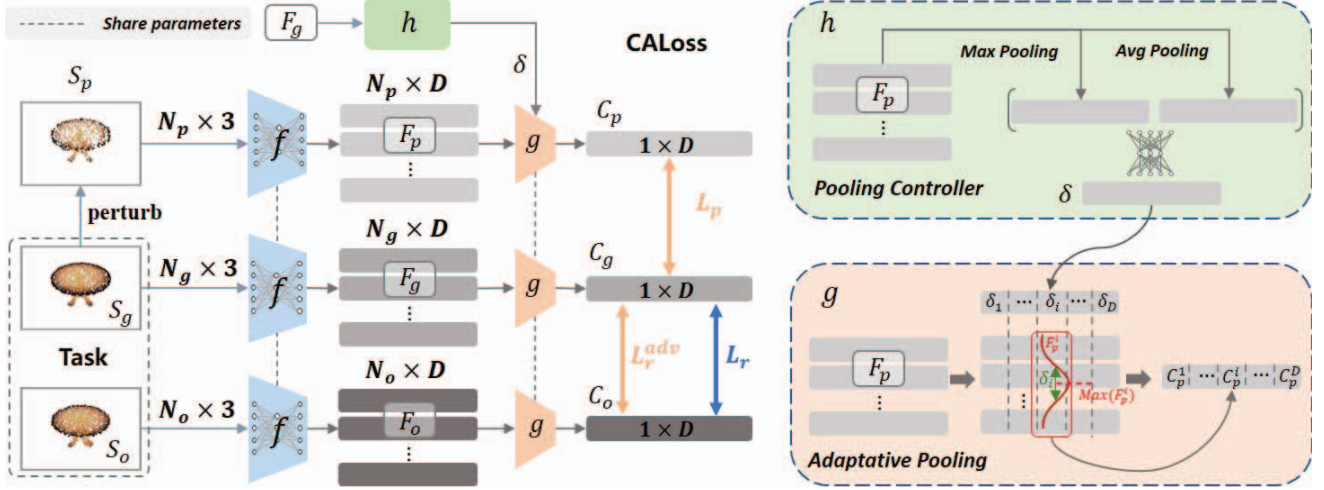 Share parameters
F_g
h
δ
CALoss
S_p
N_p × 3
f
N_p × D
F_p
⋮
g
C_p
1 × D
L_p
perturb
S_g
N_g × 3
f
N_g × D
F_g
⋮
g
C_g
1 × D
L_r^{adv}
L_r
Task
S_o
N_o × 3
f
N_o × D
F_o
⋮
g
C_o
1 × D
h
Max Pooling
Avg Pooling
F_p
⋮
Pooling Controller
δ
g
δ_1 ⋯ δ_i ⋯ δ_D
F_p
⋮
F_p^i
δ_i
Max(F_p^i)
⋮
C_p^1 ⋯ C_p^i ⋯ C_p^D
Adaptative Pooling